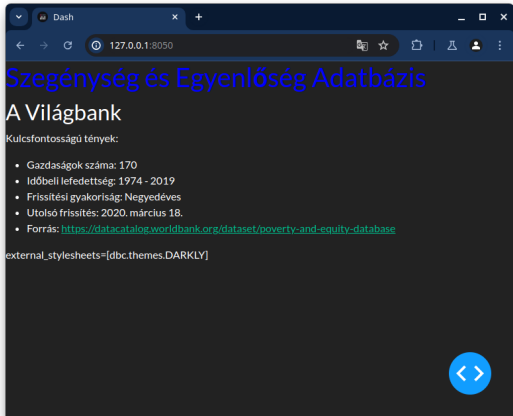 Dash
127.0.0.1:8050
Szegénység és Egyenlőség Adatbázis
A Világbank
Kulcsfontosságú tények:
Gazdaságok száma: 170
Időbeli lefedettség: 1974 - 2019
Frissítési gyakoriság: Negyedéves
Utolsó frissítés: 2020. március 18.
Forrás: https://datacatalog.worldbank.org/dataset/poverty-and-equity-database
external_stylesheets=[dbc.themes.DARKLY]